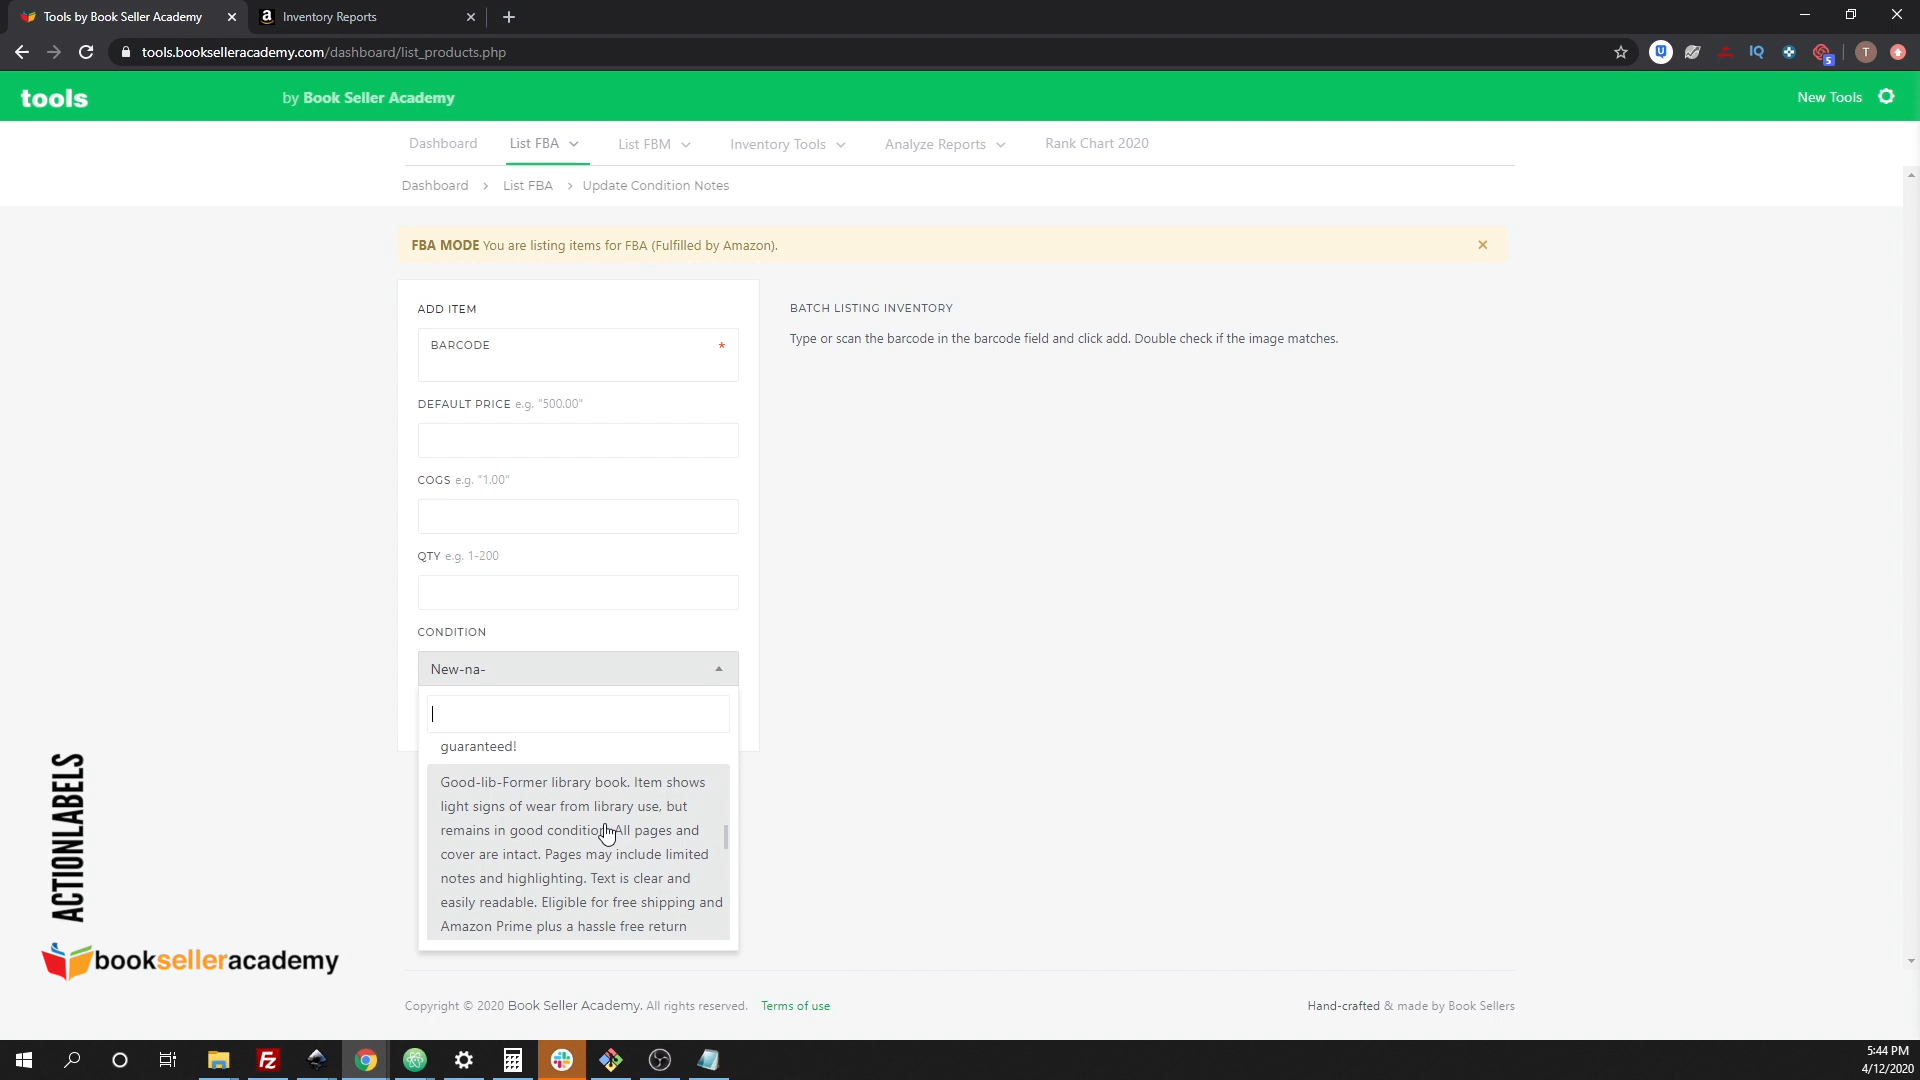 Tools by Book Seller Academy
Inventory Reports
tools.bookselleracademy.com/dashboard/list_products.php
IQ
5
T
tools
by Book Seller Academy
New Tools
Dashboard
List FBA
List FBM
Inventory Tools
Analyze Reports
Rank Chart 2020
Dashboard > List FBA > Update Condition Notes
FBA MODE You are listing items for FBA (Fulfilled by Amazon).
ADD ITEM
BARCODE *
DEFAULT PRICE e.g. "500.00"
COGS e.g. "1.00"
QTY e.g. 1-200
CONDITION
New-na-
guaranteed!
Good-lib-Former library book. Item shows
light signs of wear from library use, but
remains in good condition. All pages and
cover are intact. Pages may include limited
notes and highlighting. Text is clear and
easily readable. Eligible for free shipping and
Amazon Prime plus a hassle free return
BATCH LISTING INVENTORY
Type or scan the barcode in the barcode field and click add. Double check if the image matches.
ACTIONLABELS
booksselleracademy
Copyright © 2020 Book Seller Academy. All rights reserved. Terms of use
Hand-crafted & made by Book Sellers
Fz
5:44 PM
4/12/2020